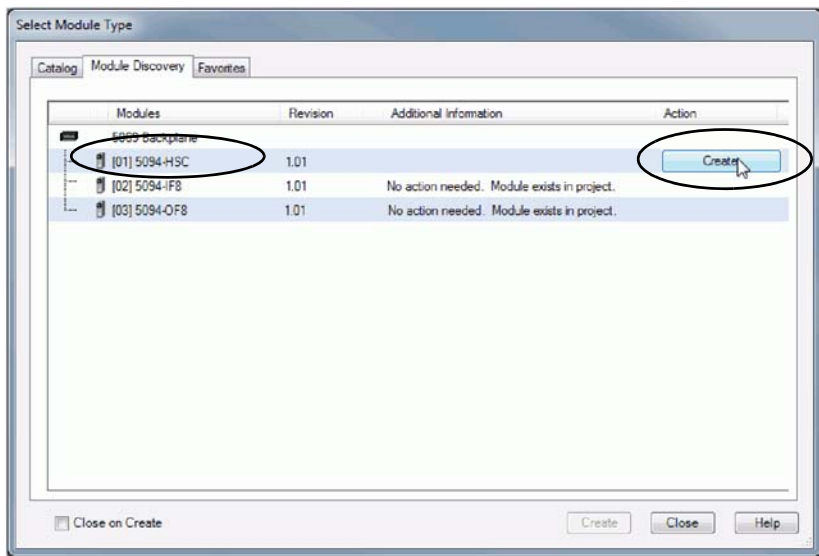 Select Module Type
Catalog Module Discovery Favorites
Modules Revision Additional Information Action
5069 Backplane
[01] 5094-HSC 1.01 Create
[02] 5094-IF8 1.01 No action needed. Module exists in project.
[03] 5094-OF8 1.01 No action needed. Module exists in project.
Close on Create Create Close Help